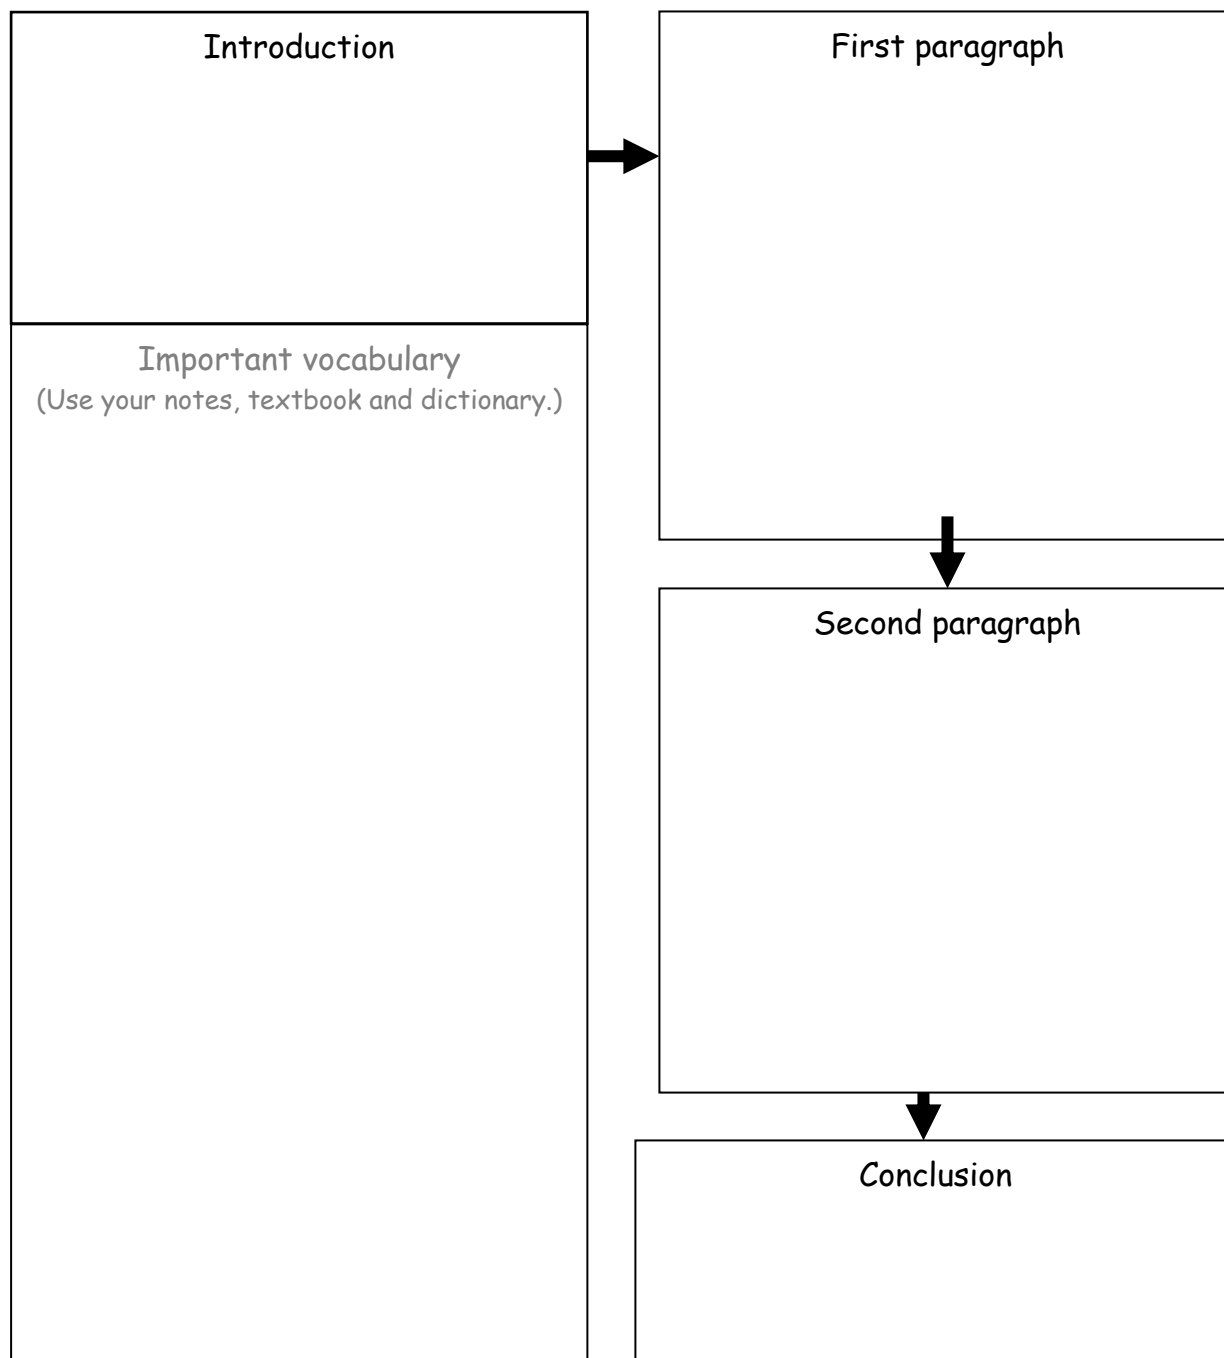 Introduction
Important vocabulary
(Use your notes, textbook and dictionary.)
First paragraph
Second paragraph
Conclusion